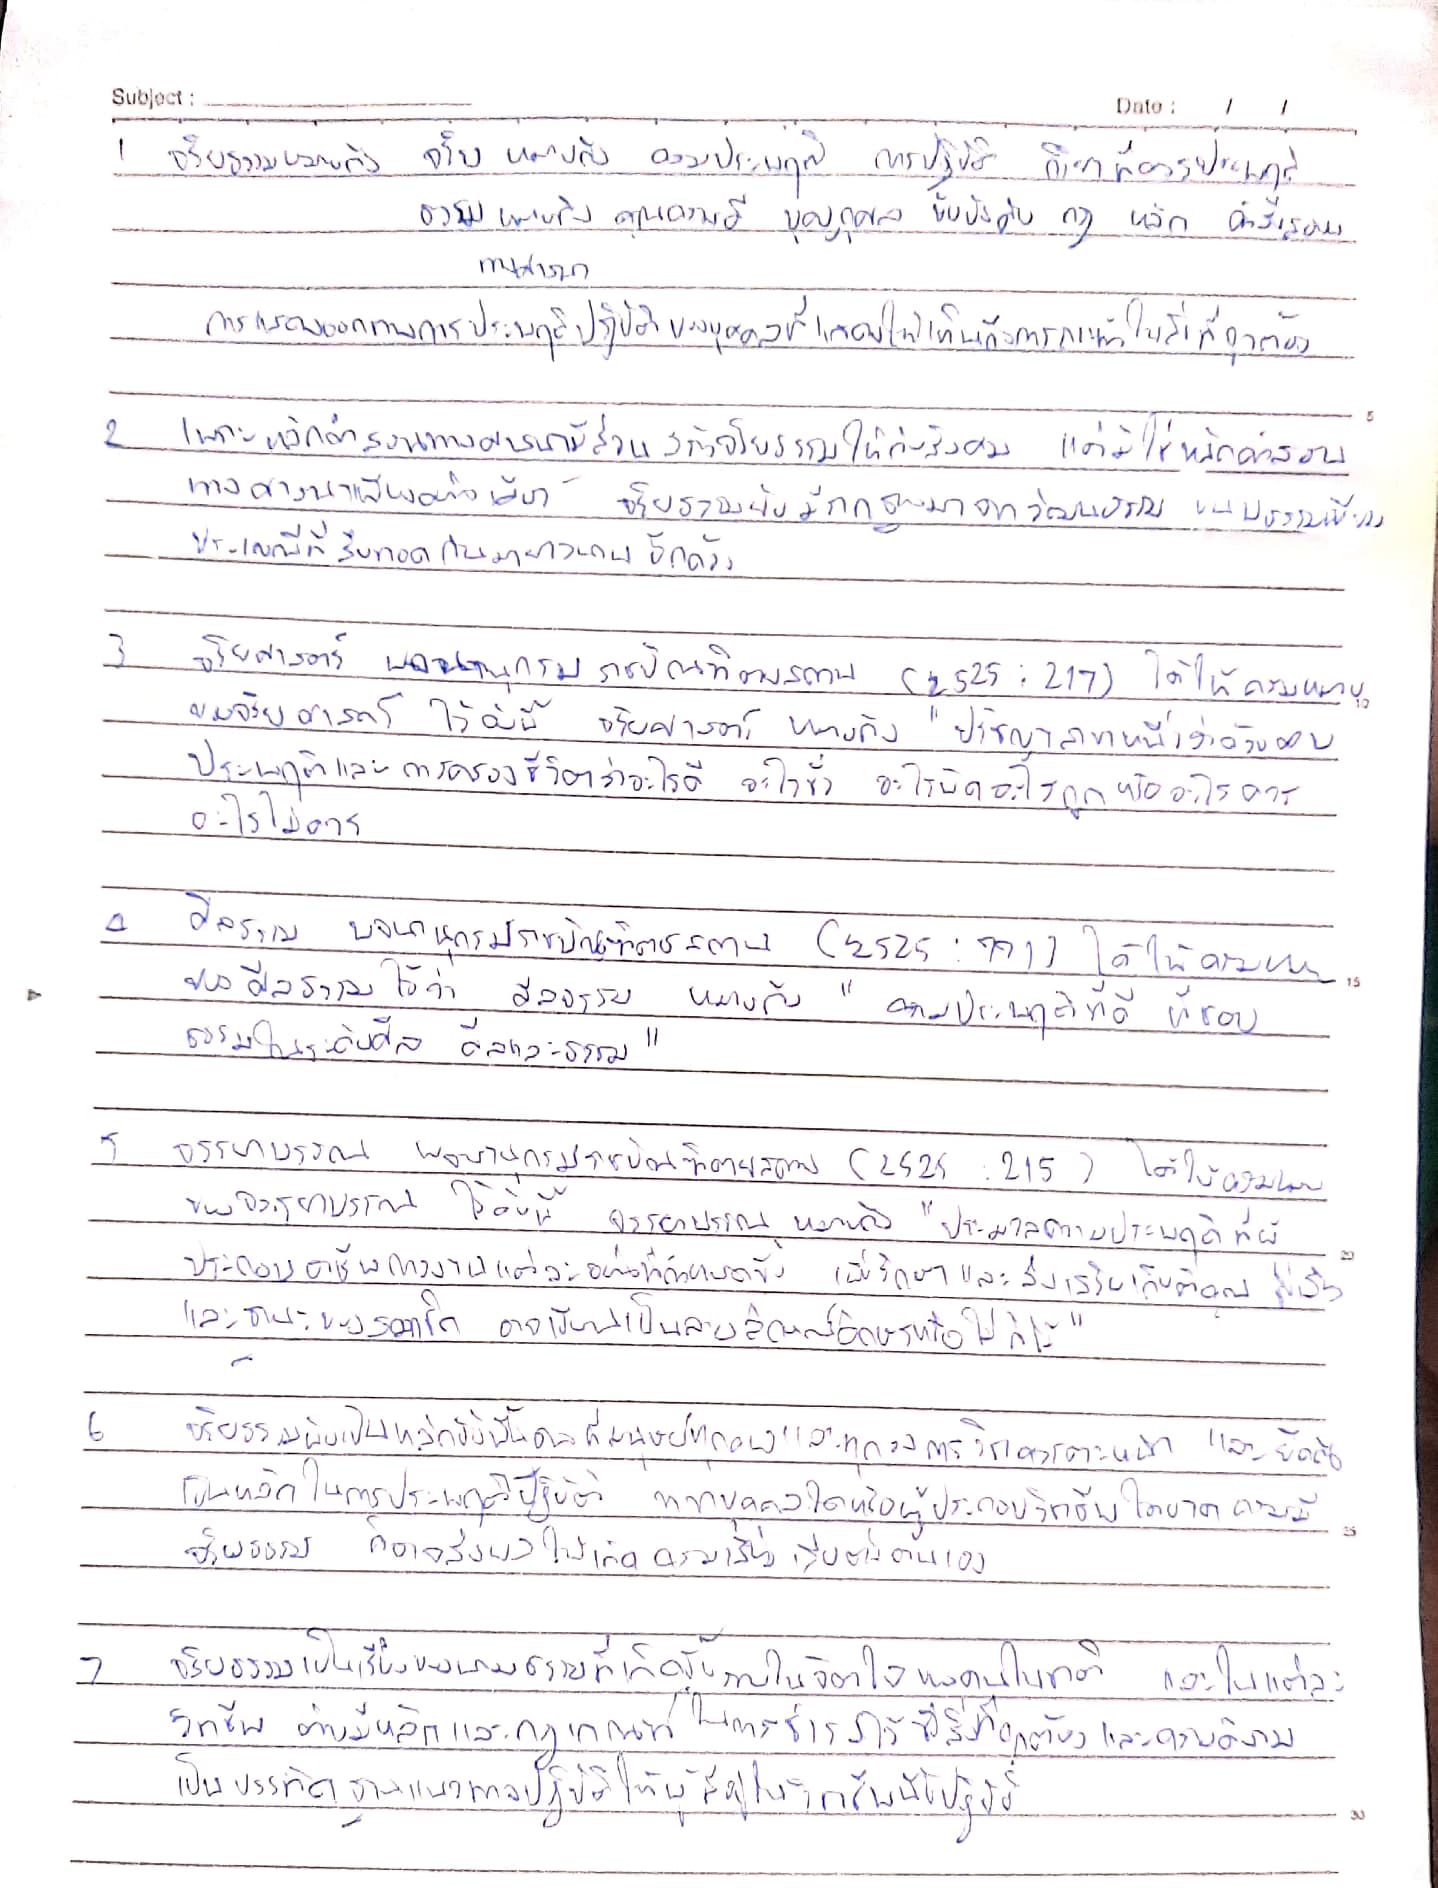 Subject :
Date : / /
1 จริยธรรมหมายถึง จริย หมายถึง ความประพฤติ การปฏิบัติ กิริยาที่ควรประพฤติ
ธรรม หมายถึง คุณความดี บุญกุศล ข้อบังคับ กฎ หลัก คำสั่งสอน
ทางศาสนา
การแสดงออกทางการประพฤติปฏิบัติของบุคคลที่แสดงให้เห็นถึงการกระทำในสิ่งที่ถูกต้อง
5
2 เพราะหลักคำสอนทางศาสนามีส่วน จริยธรรมให้กับสังคม แต่มิใช่หลักคำสอน
ทางศาสนาเพียงอย่างเดียว จริยธรรมยังมีรากฐานมาจากวัฒนธรรม ขนบธรรมเนียม
ประเพณีที่สืบทอดกันมายาวนานอีกด้วย
3 จริยศาสตร์ พจนานุกรม ราชบัณฑิตยสถาน (2525 : 217) ได้ให้ความหมาย
10
ของจริยศาสตร์ ไว้ดังนี้ จริยศาสตร์ หมายถึง "ปรัชญาสาขาหนึ่งว่าด้วยความ
ประพฤติและการครองชีวิตว่าอะไรดี อะไรชั่ว อะไรผิดอะไรถูกหรืออะไรควร
อะไรไม่ควร
4 ศีลธรรม พจนานุกรมราชบัณฑิตยสถาน (2525 : 771) ได้ให้ความหมาย
15
ของศีลธรรมไว้ว่า ศีลธรรม หมายถึง " ความประพฤติที่ดี ที่ชอบ
ธรรมในระดับศีล ศีลและธรรม"
5 จรรยาบรรณ พจนานุกรมราชบัณฑิตยสถาน (2525 : 215 ) ได้ให้ความหมาย
ของจรรยาบรรณ ไว้ดังนี้ จรรยาบรรณ หมายถึง "ประมวลความประพฤติที่ผู้
20
ประกอบอาชีพการงานแต่ละอย่างที่กำหนดขึ้น เพื่อรักษาและส่งเสริมเกียรติคุณ ชื่อเสียง
และฐานะของสมาชิก อาจเขียนเป็นลายลักษณ์อักษรหรือไม่ก็ได้"
6 จริยธรรมนับเป็นหลักข้อพื้นฐานที่มนุษย์ทุกคนและทุกวงการวิชาควรตระหนัก และยึดถือ
เป็นหลักในการประพฤติปฏิบัติ หากบุคคลใดหรือผู้ประกอบวิชาชีพใดขาดความมี
25
จริยธรรม ก็อาจส่งผลให้เกิดความเสื่อมเสียต่อตนเอง
7 จริยธรรมเป็นเรื่องของนามธรรมที่เกิดขึ้นภายในจิตใจของคนในชาติ และในแต่ละ
วิชาชีพ ต่างมีหลักและกฎเกณฑ์ในการธำรงไว้ซึ่งสิ่งที่ถูกต้องและความดีงาม
เป็นบรรทัดฐานแนวทางปฏิบัติให้ผู้ที่อยู่ในวิชาชีพนั้นปฏิบัติ
30